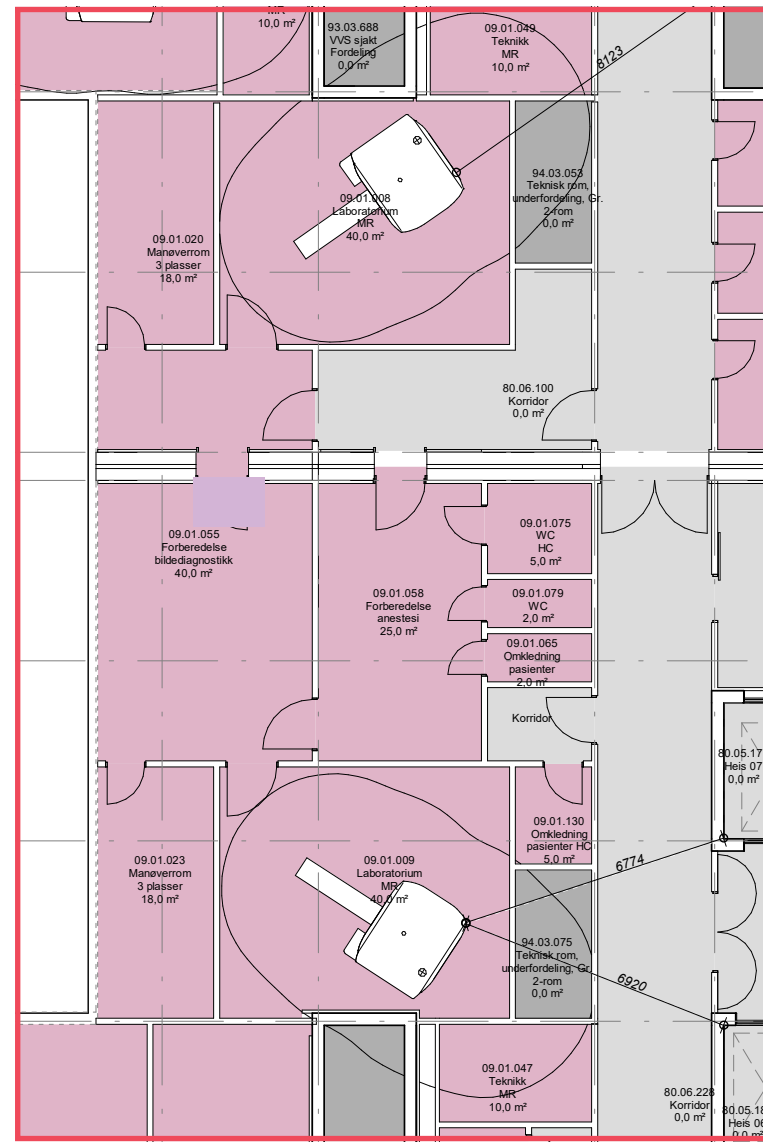 MR
10,0 m²
93.03.688
VVS sjakt
Fordeling
0,0 m²
09.01.049
Teknikk
MR
10,0 m²
8123
94.03.053
Teknisk rom,
underfordeling, Gr.
2-rom
0,0 m²
09.01.008
Laboratorium
MR
40,0 m²
09.01.020
Manøverrom
3 plasser
18,0 m²
80.06.100
Korridor
0,0 m²
09.01.055
Forberedelse
bildediagnostikk
40,0 m²
09.01.058
Forberedelse
anestesi
25,0 m²
09.01.075
WC
HC
5,0 m²
09.01.079
WC
2,0 m²
09.01.065
Omkledning
pasienter
2,0 m²
Korridor
80.05.17
Heis 07
0,0 m²
09.01.130
Omkledning
pasienter HC
5,0 m²
09.01.023
Manøverrom
3 plasser
18,0 m²
09.01.009
Laboratorium
MR
40,0 m²
6774
94.03.075
Teknisk rom,
underfordeling, Gr.
2-rom
0,0 m²
6920
09.01.047
Teknikk
MR
10,0 m²
80.06.228
Korridor
0,0 m²
80.05.18
Heis 06
0,0 m²